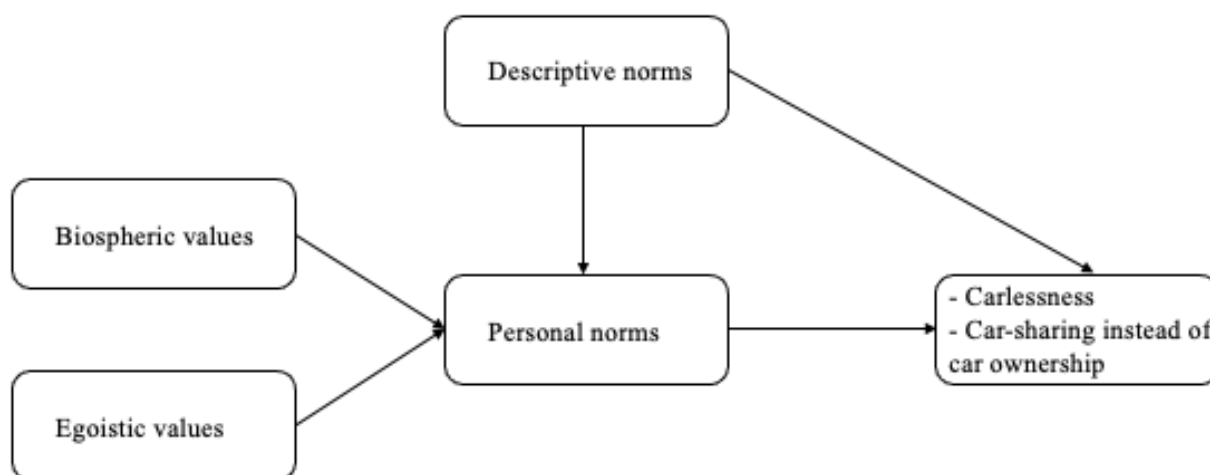 Descriptive norms
Biospheric values
Personal norms
- Carlessness
- Car-sharing instead of
car ownership
Egoistic values